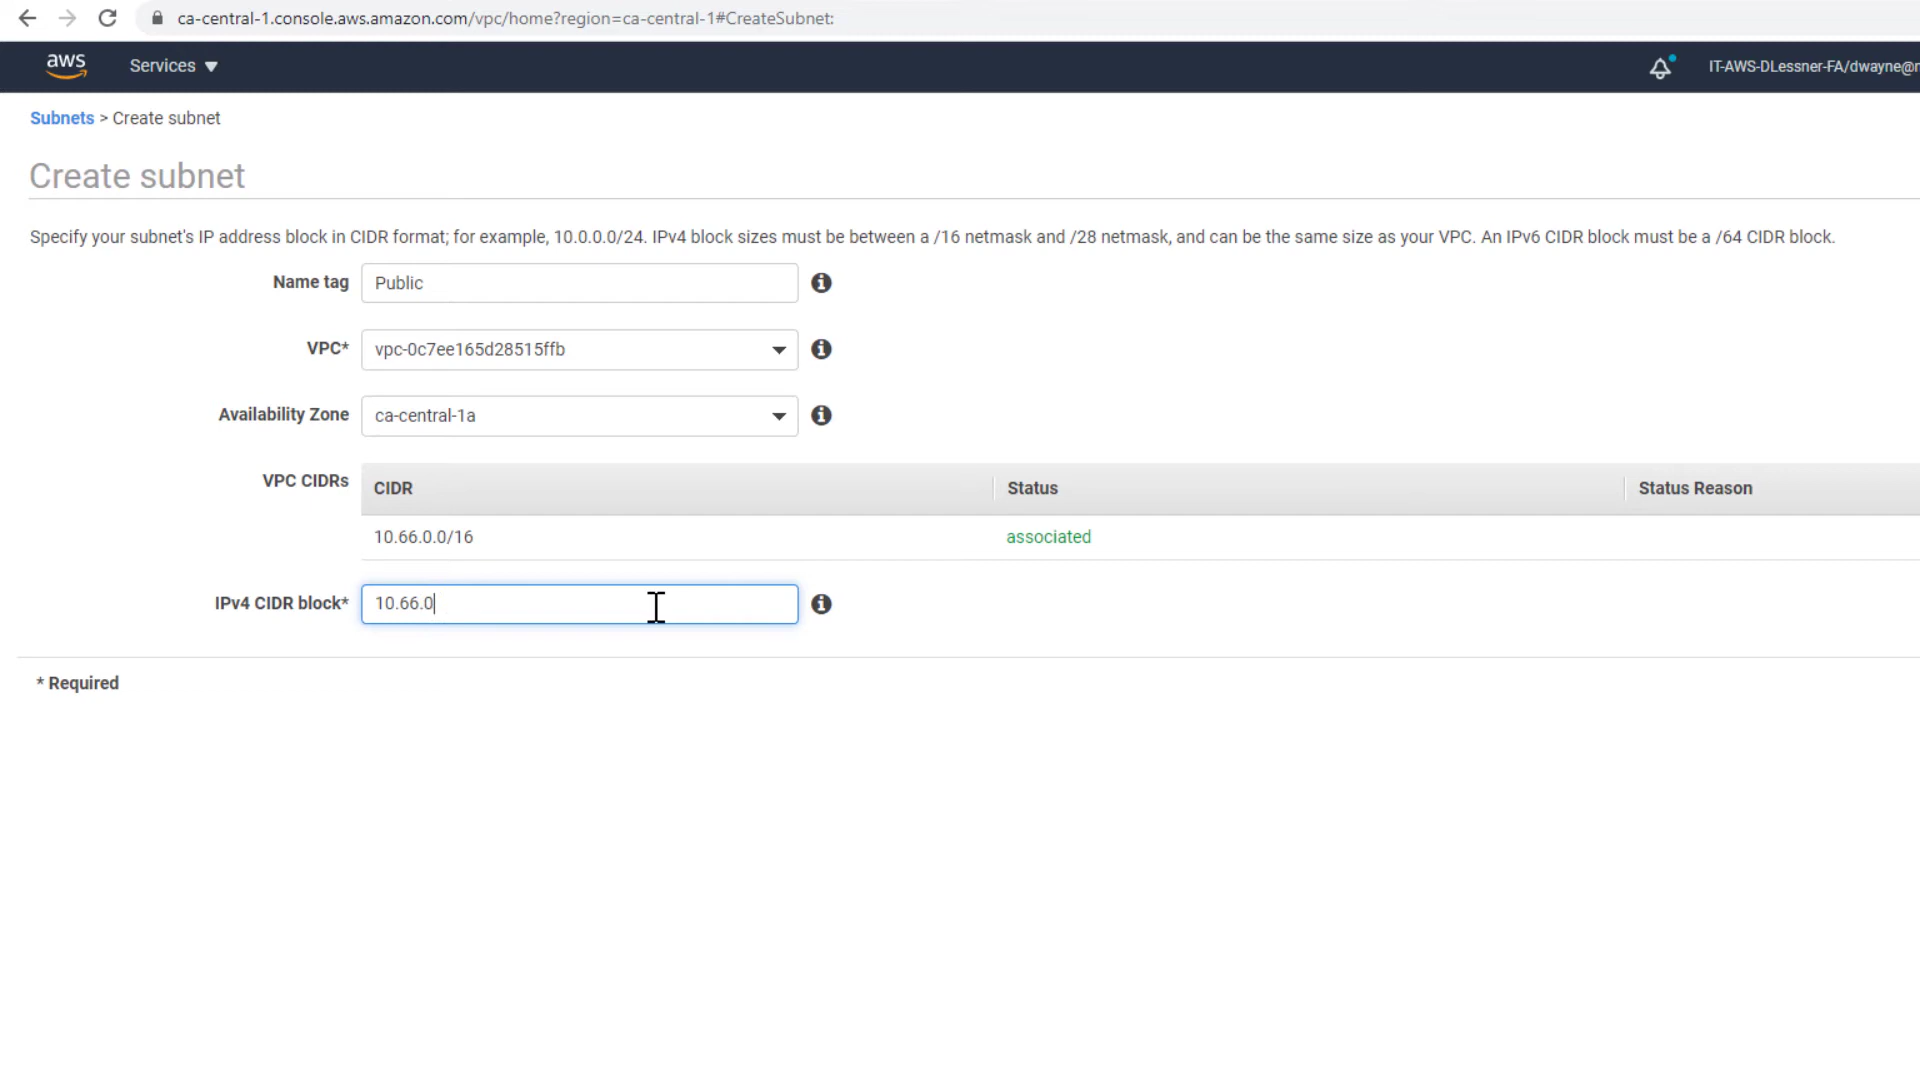 ca-central-1.console.aws.amazon.com/vpc/home?region=ca-central-1#CreateSubnet:
aws Services IT-AWS-DLessner-FA/dwayne@n
Subnets > Create subnet
Create subnet
Specify your subnet's IP address block in CIDR format; for example, 10.0.0.0/24. IPv4 block sizes must be between a /16 netmask and /28 netmask, and can be the same size as your VPC. An IPv6 CIDR block must be a /64 CIDR block.
Name tag Public
VPC* vpc-0c7ee165d28515ffb
Availability Zone ca-central-1a
VPC CIDRs CIDR Status Status Reason
10.66.0.0/16 associated
IPv4 CIDR block* 10.66.0
* Required